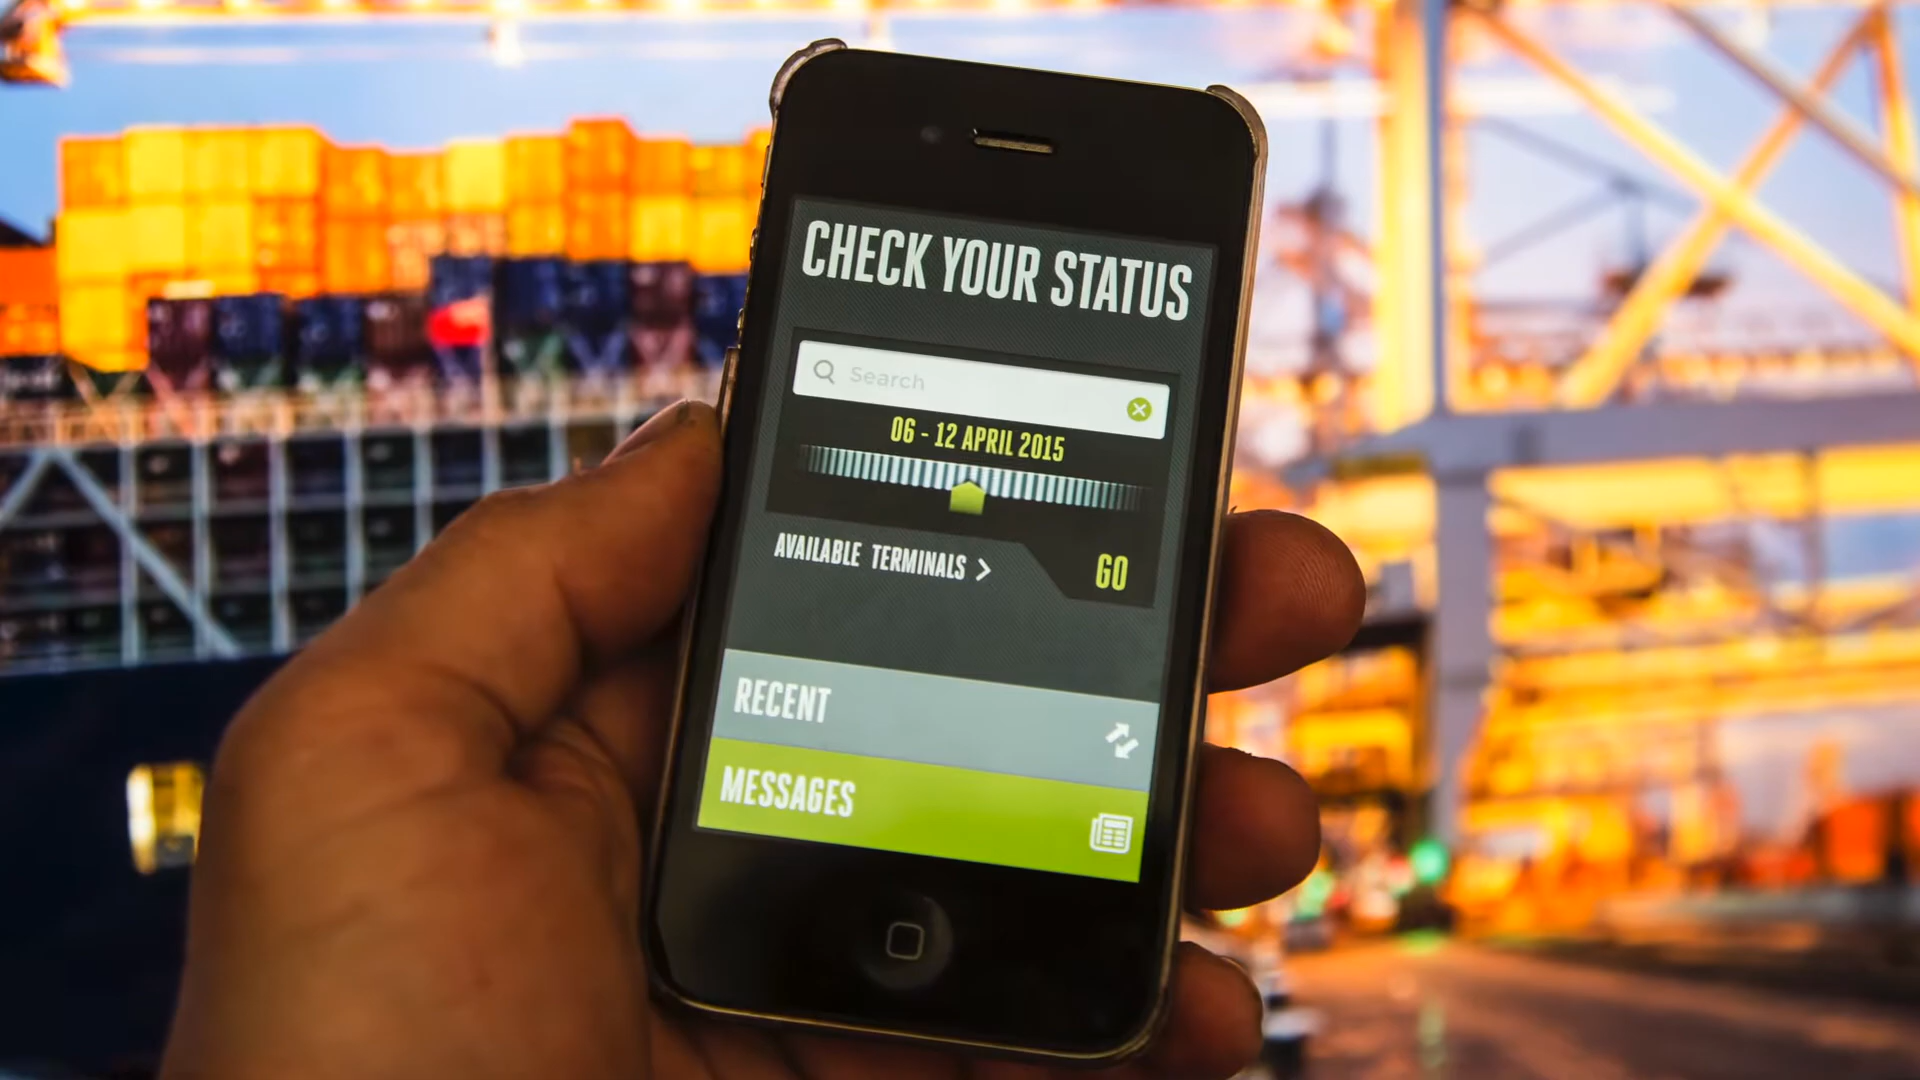 CHECK YOUR STATUS
Search
06 - 12 APRIL 2015
AVAILABLE TERMINALS >
GO
RECENT
MESSAGES